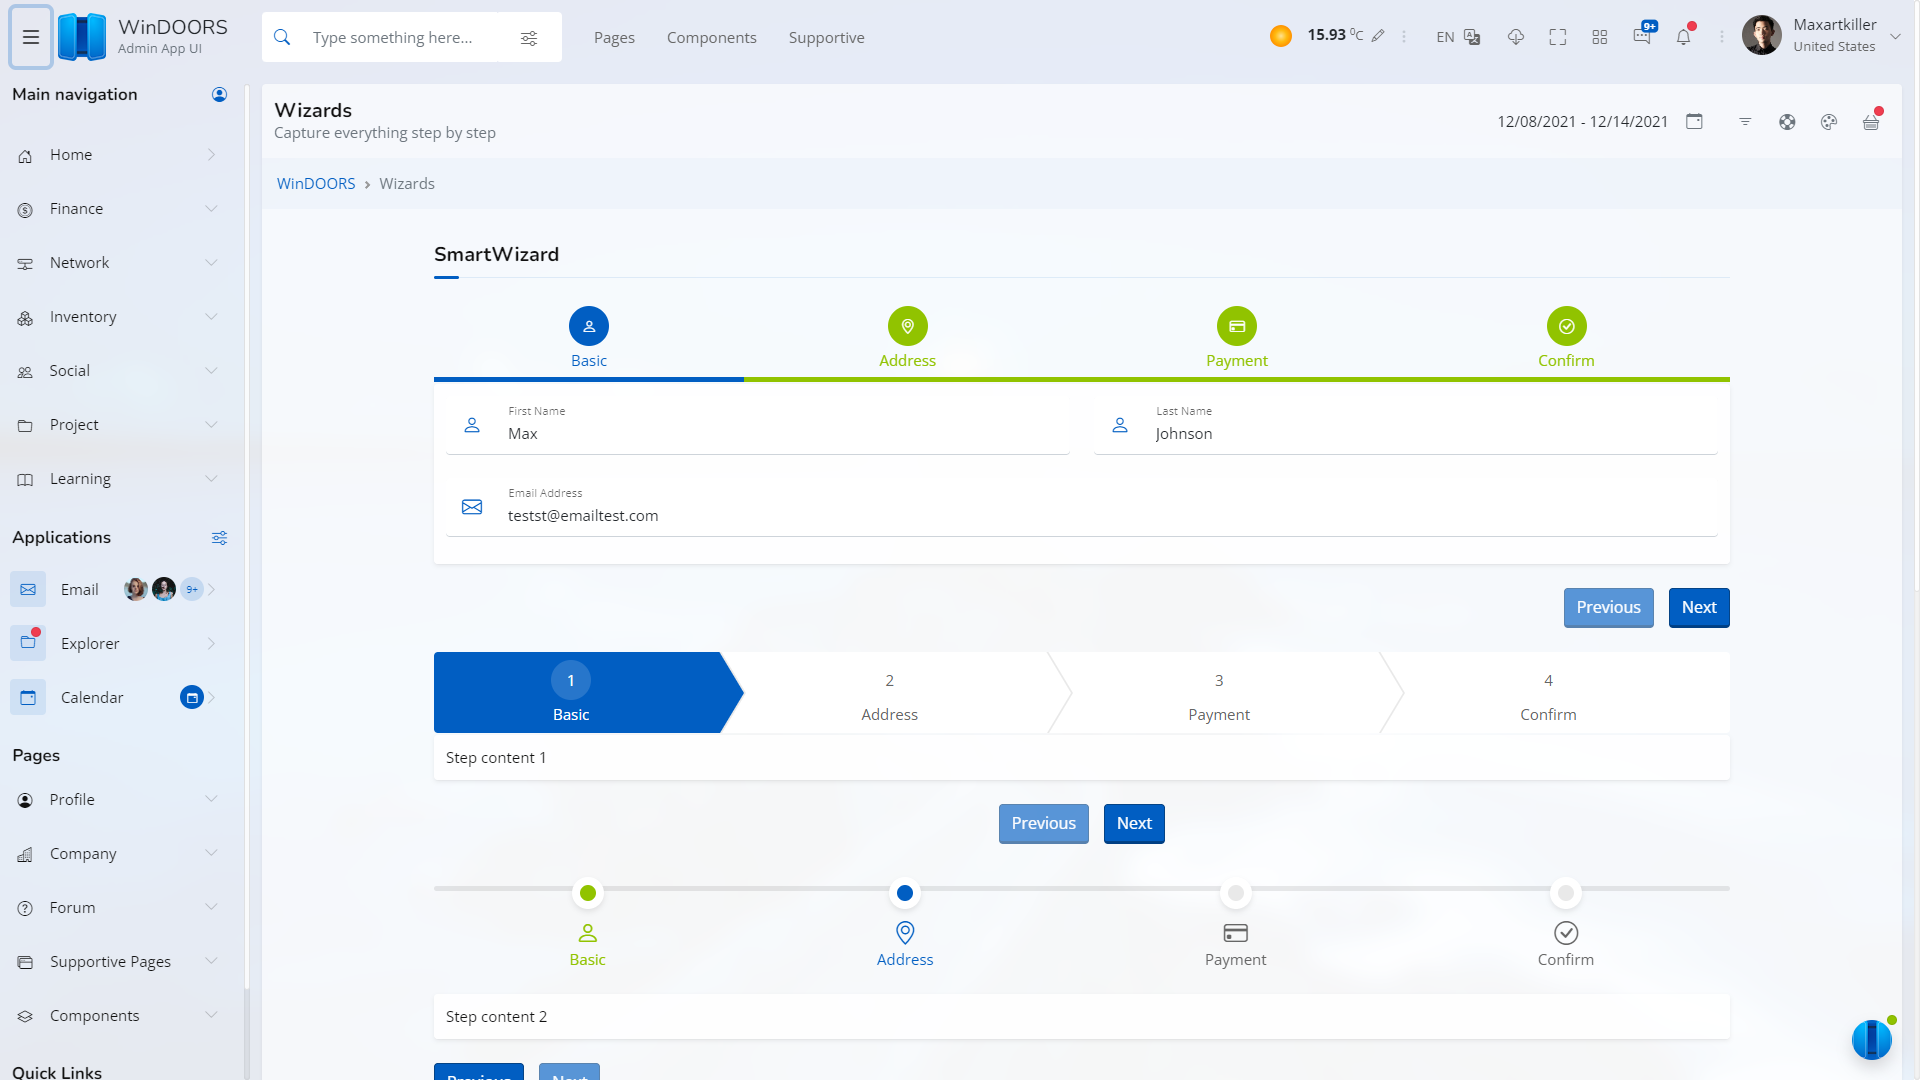 WinDOORS
Admin App UI
Type something here...
Pages
Components
Supportive
15.93 °C
EN
9+
Maxartkiller
United States
Main navigation
Home
Finance
Network
Inventory
Social
Project
Learning
Applications
Email
9+
Explorer
Calendar
Pages
Profile
Company
Forum
Supportive Pages
Components
Quick Links
Wizards
Capture everything step by step
12/08/2021 - 12/14/2021
WinDOORS › Wizards
SmartWizard
Basic
Address
Payment
Confirm
First Name
Max
Last Name
Johnson
Email Address
testst@emailtest.com
Previous
Next
1
Basic
2
Address
3
Payment
4
Confirm
Step content 1
Previous
Next
Basic
Address
Payment
Confirm
Step content 2
Previous
Next